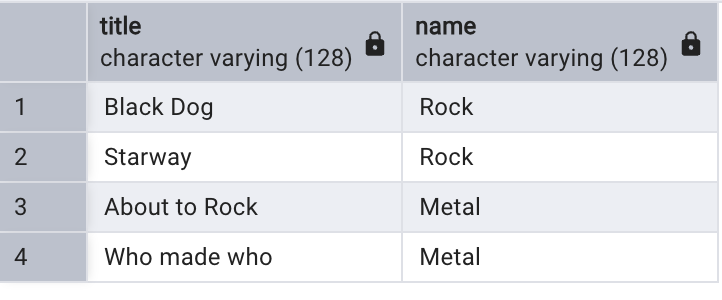 title name
character varying (128) character varying (128)
1 Black Dog Rock
2 Starway Rock
3 About to Rock Metal
4 Who made who Metal